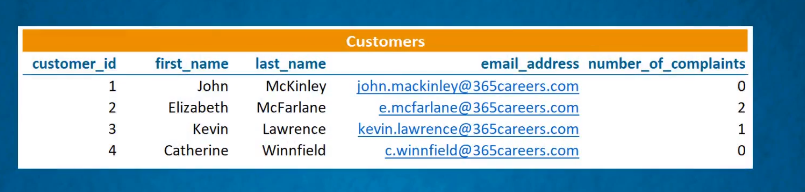 Customers
customer_id first_name last_name email_address number_of_complaints
1 John McKinley john.mackinley@365careers.com 0
2 Elizabeth McFarlane e.mcfarlane@365careers.com 2
3 Kevin Lawrence kevin.lawrence@365careers.com 1
4 Catherine Winnfield c.winnfield@365careers.com 0